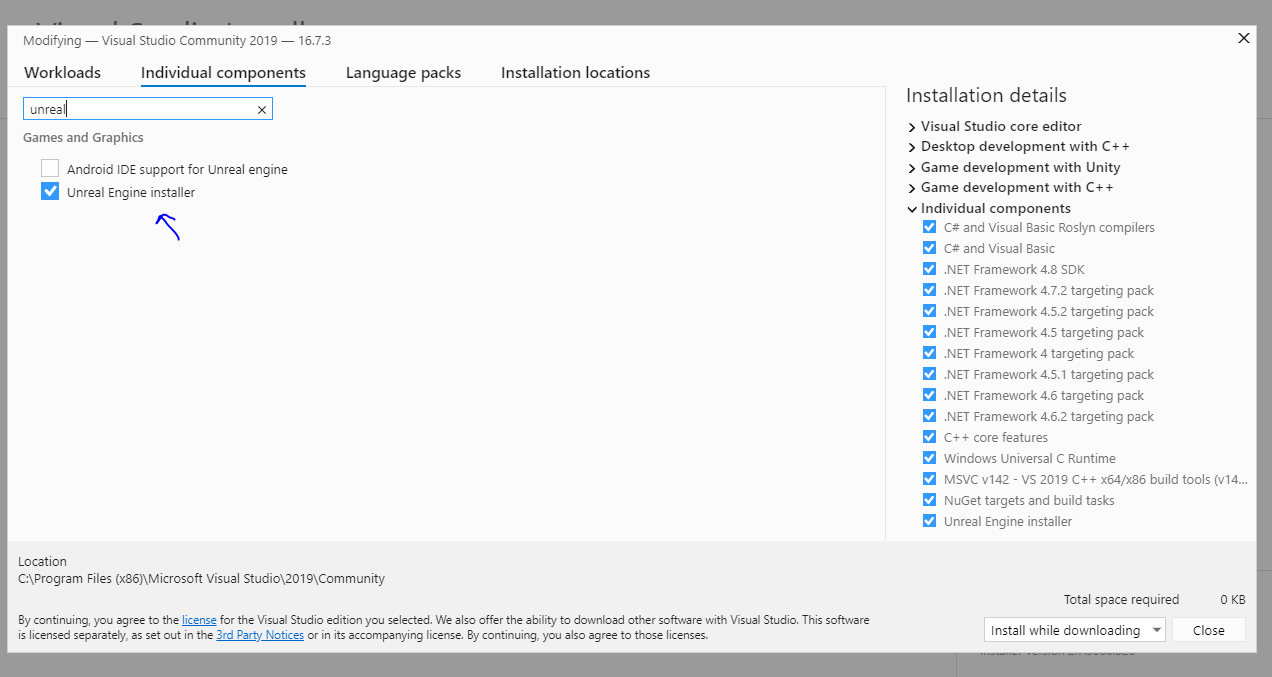 Modifying — Visual Studio Community 2019 — 16.7.3
Workloads Individual components Language packs Installation locations
unreal
Games and Graphics
Android IDE support for Unreal engine
Unreal Engine installer
Installation details
Visual Studio core editor
Desktop development with C++
Game development with Unity
Game development with C++
Individual components
C# and Visual Basic Roslyn compilers
C# and Visual Basic
.NET Framework 4.8 SDK
.NET Framework 4.7.2 targeting pack
.NET Framework 4.5.2 targeting pack
.NET Framework 4.5 targeting pack
.NET Framework 4 targeting pack
.NET Framework 4.5.1 targeting pack
.NET Framework 4.6 targeting pack
.NET Framework 4.6.2 targeting pack
C++ core features
Windows Universal C Runtime
MSVC v142 - VS 2019 C++ x64/x86 build tools (v14...
NuGet targets and build tasks
Unreal Engine installer
Location
C:\Program Files (x86)\Microsoft Visual Studio\2019\Community
Total space required 0 KB
By continuing, you agree to the license for the Visual Studio edition you selected. We also offer the ability to download other software with Visual Studio. This software
is licensed separately, as set out in the 3rd Party Notices or in its accompanying license. By continuing, you also agree to those licenses.
Install while downloading Close